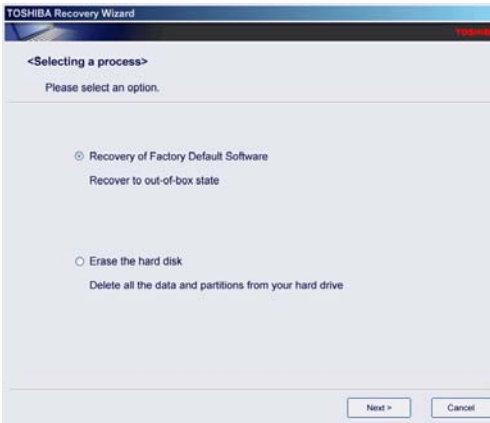 TOSHIBA Recovery Wizard
TOSHIBA
<Selecting a process>
Please select an option.
Recovery of Factory Default Software
Recover to out-of-box state
Erase the hard disk
Delete all the data and partitions from your hard drive
Next >
Cancel